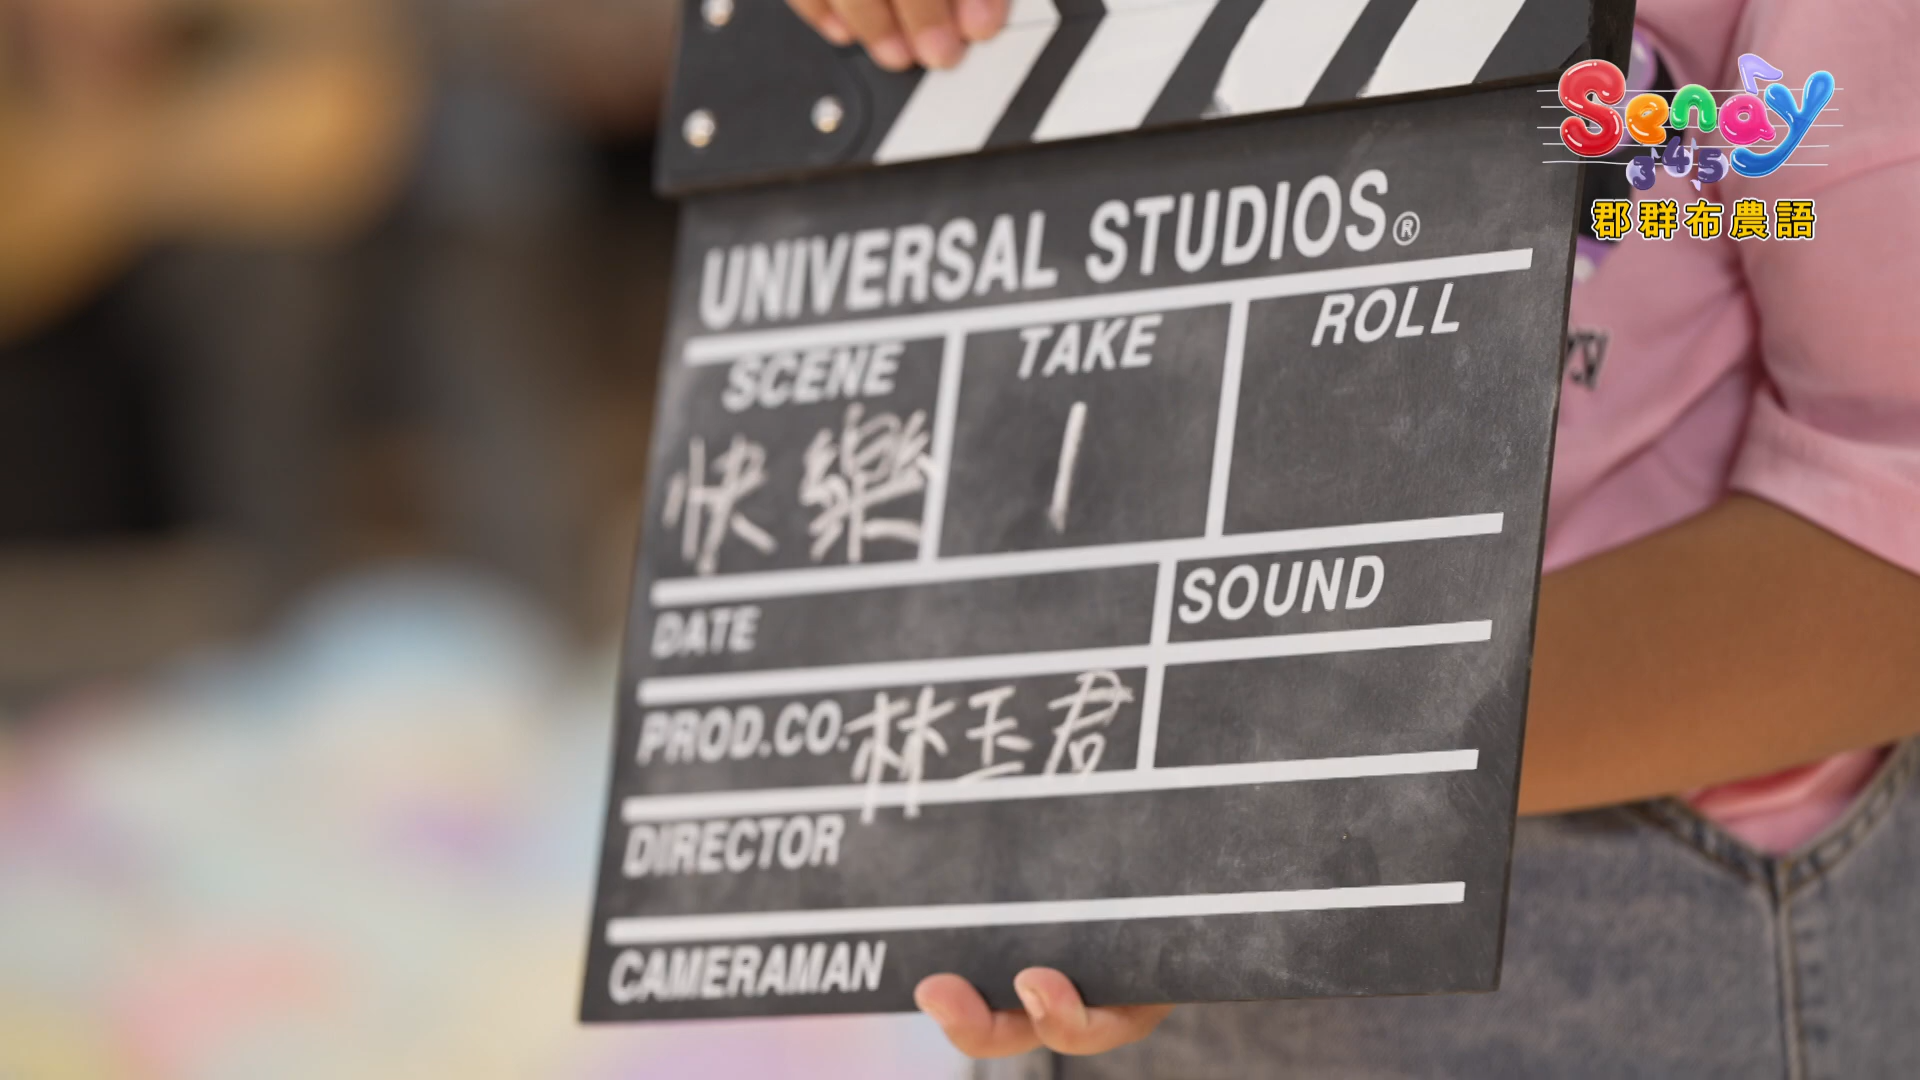 Senay
345
郡群布農語
UNIVERSAL STUDIOS®
SCENE TAKE ROLL
快樂 1
DATE SOUND
PROD.CO. 林玉君
DIRECTOR
CAMERAMAN